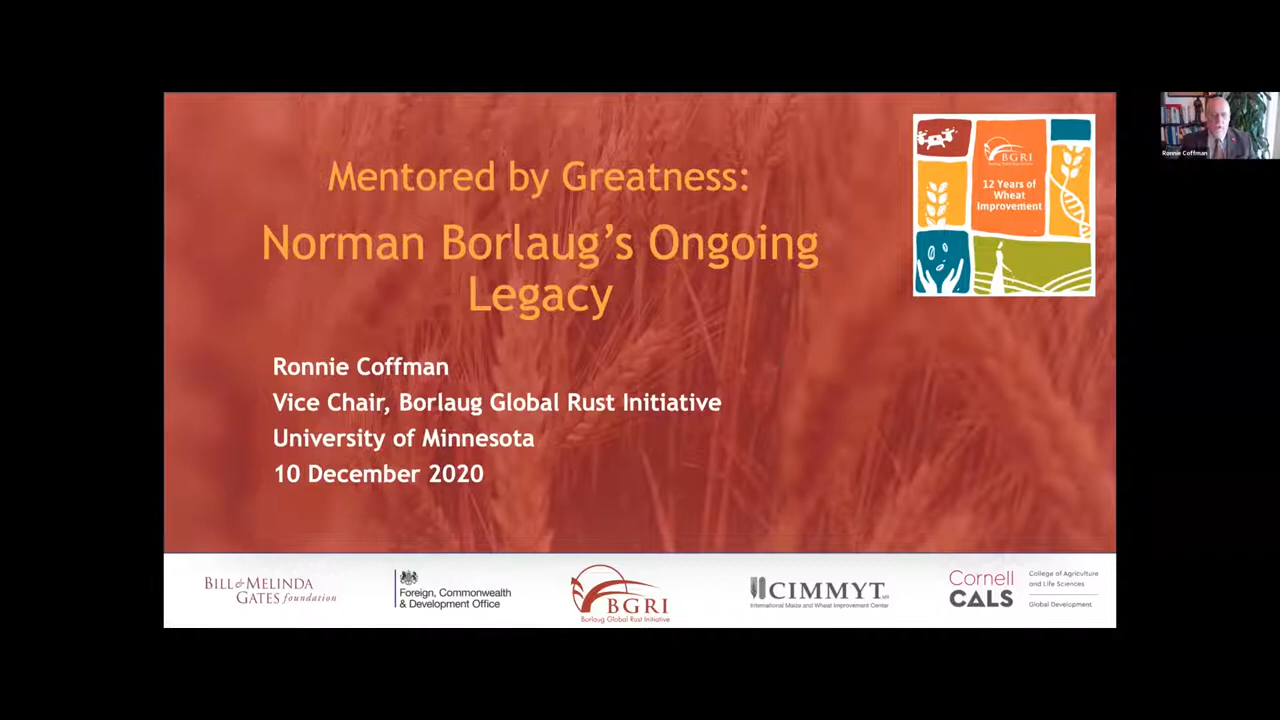 Mentored by Greatness:
Norman Borlaug's Ongoing
Legacy
Ronnie Coffman
Vice Chair, Borlaug Global Rust Initiative
University of Minnesota
10 December 2020
BGRI
12 Years of
Wheat
Improvement
Ronnie Coffman
BILL & MELINDA
GATES foundation
Foreign, Commonwealth
& Development Office
BGRI
Borlaug Global Rust Initiative
CIMMYT
International Maize and Wheat Improvement Center
Cornell
CALS
College of Agriculture
and Life Sciences
Global Development